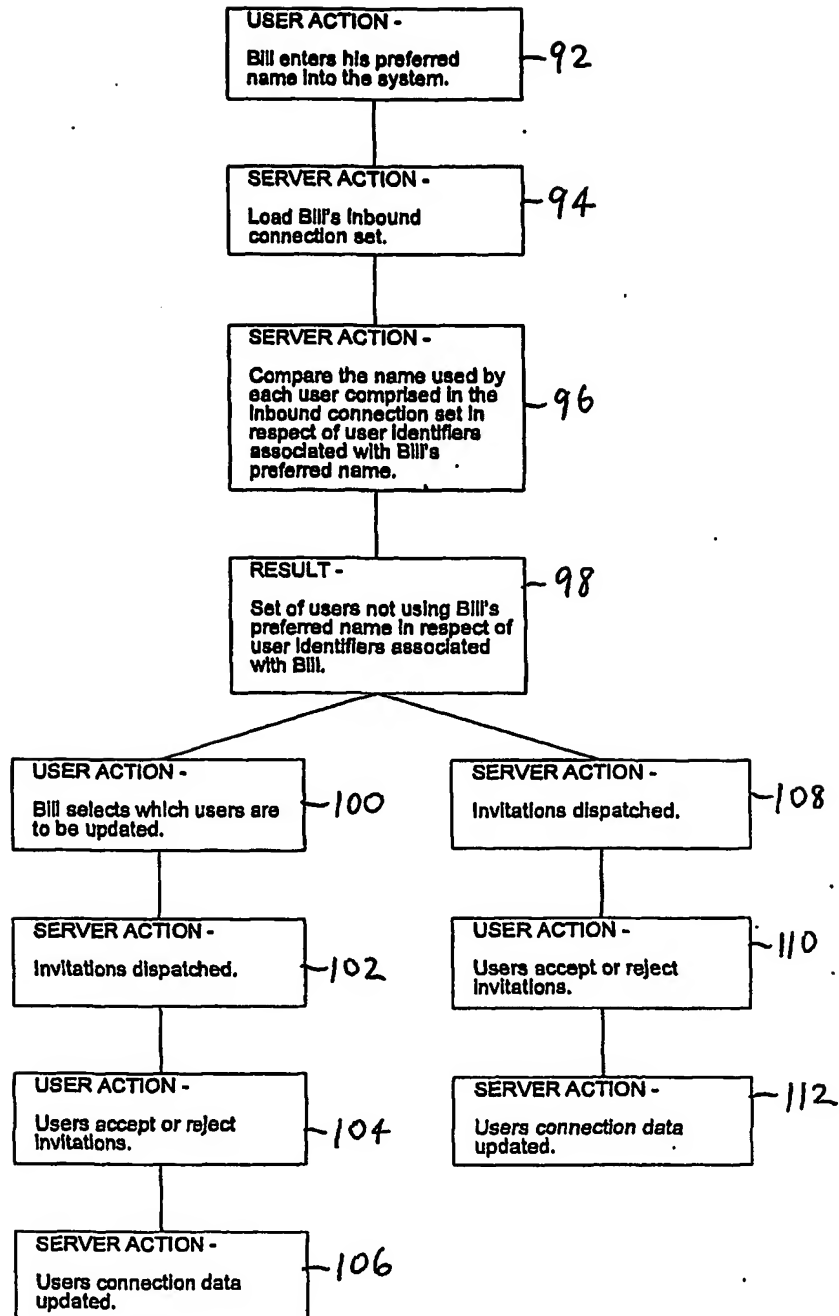 USER ACTION -
Bill enters his preferred
name into the system.
92
SERVER ACTION -
Load Bill's inbound
connection set.
94
SERVER ACTION -
Compare the name used by
each user comprised in the
inbound connection set in
respect of user identifiers
associated with Bill's
preferred name.
96
RESULT -
Set of users not using Bill's
preferred name in respect of
user identifiers associated
with Bill.
98
USER ACTION -
Bill selects which users are
to be updated.
100
SERVER ACTION -
Invitations dispatched.
102
USER ACTION -
Users accept or reject
invitations.
104
SERVER ACTION -
Users connection data
updated.
106
SERVER ACTION -
Invitations dispatched.
108
USER ACTION -
Users accept or reject
invitations.
110
SERVER ACTION -
Users connection data
updated.
112